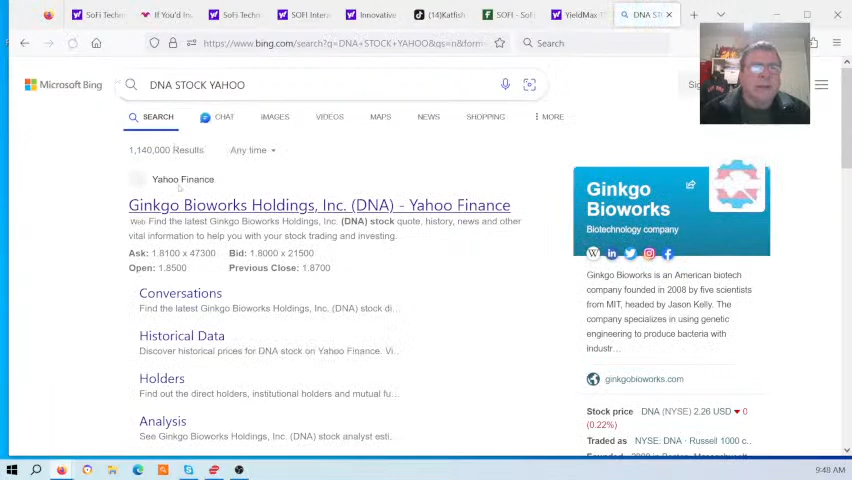 SoFi Techn
If You'd Inv
SoFi Techn
SOFI Intera
Innovative
(14)Katfish
SOFI - SoFi
YieldMax
DNA STO
https://www.bing.com/search?q=DNA+STOCK+YAHOO&qs=n&form=
Search
Microsoft Bing
DNA STOCK YAHOO
SEARCH
CHAT
IMAGES
VIDEOS
MAPS
NEWS
SHOPPING
MORE
1,140,000 Results
Any time
Yahoo Finance
Ginkgo Bioworks Holdings, Inc. (DNA) - Yahoo Finance
Web Find the latest Ginkgo Bioworks Holdings, Inc. (DNA) stock quote, history, news and other
vital information to help you with your stock trading and investing.
Ask: 1.8100 x 47300 Bid: 1.8000 x 21500
Open: 1.8500 Previous Close: 1.8700
Conversations
Find the latest Ginkgo Bioworks Holdings, Inc. (DNA) stock di...
Historical Data
Discover historical prices for DNA stock on Yahoo Finance. Vi...
Holders
Find out the direct holders, institutional holders and mutual fu...
Analysis
See Ginkgo Bioworks Holdings, Inc. (DNA) stock analyst esti...
Ginkgo
Bioworks
Biotechnology company
Ginkgo Bioworks is an American biotech
company founded in 2008 by five scientists
from MIT, headed by Jason Kelly. The
company specializes in using genetic
engineering to produce bacteria with
industr...
ginkgobioworks.com
Stock price DNA (NYSE) 2.26 USD ▼ 0
(0.22%)
Traded as NYSE: DNA · Russell 1000 c...
9:48 AM